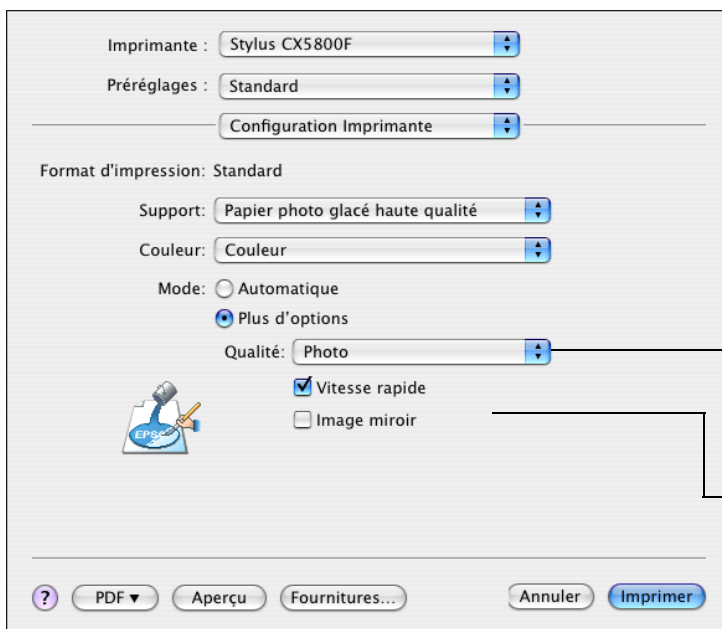 Imprimante : Stylus CX5800F
Préréglages : Standard
Configuration Imprimante
Format d'impression: Standard
Support: Papier photo glacé haute qualité
Couleur: Couleur
Mode: Automatique
Plus d'options
Qualité: Photo
Vitesse rapide
Image miroir
EPSO
? PDF ▼ Aperçu Fournitures... Annuler Imprimer